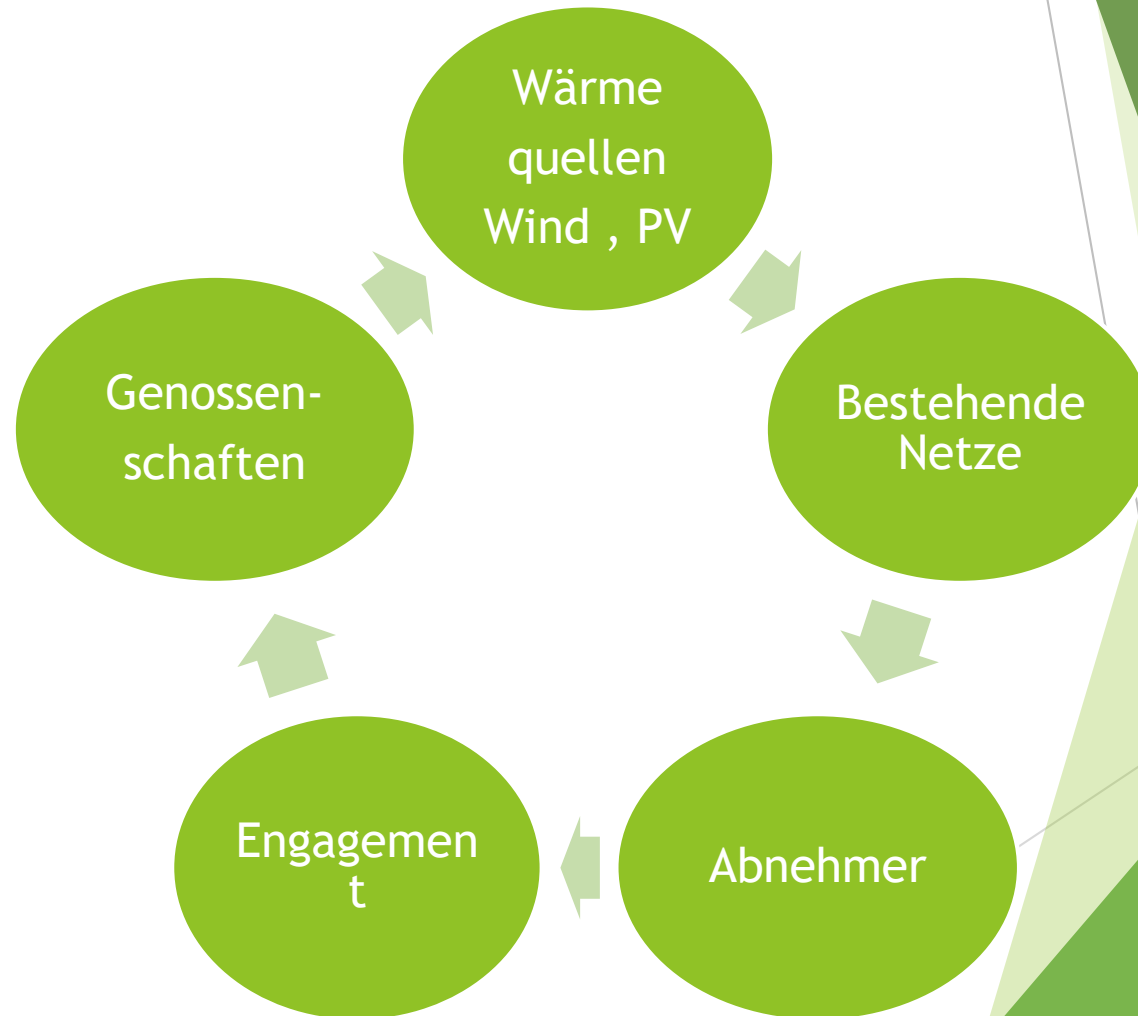 Wärme
quellen
Wind , PV
Bestehende
Netze
Abnehmer
Engagemen
t
Genossen-
schaften